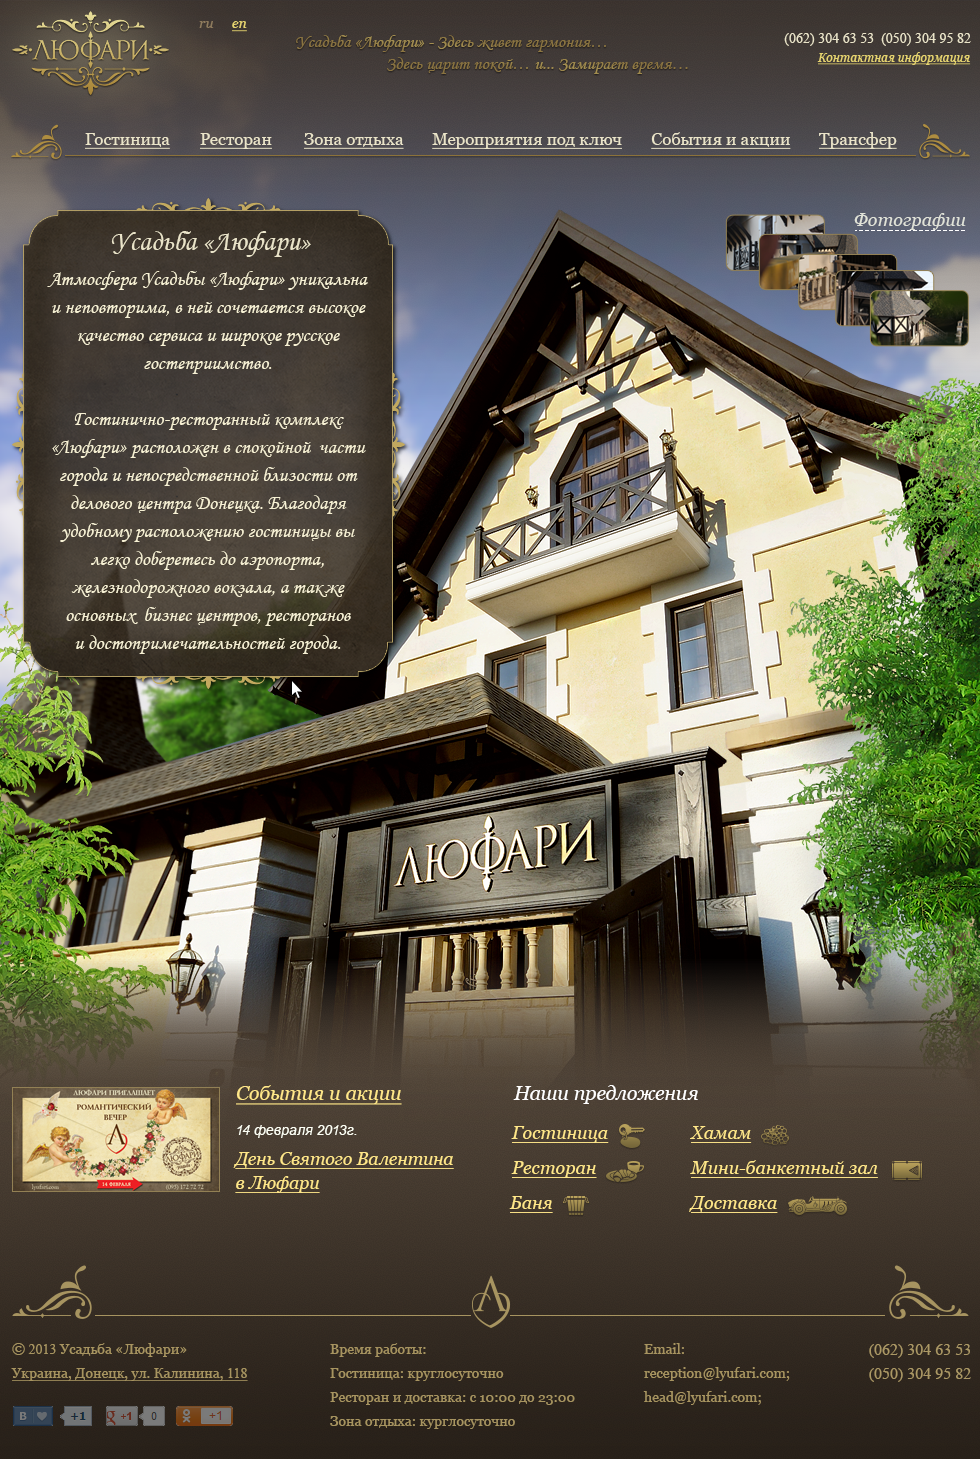 ЛЮФАРИ
ru en
Усадьба «Люфари» - Здесь живет гармония...
Здесь царит покой... и... Замирает время...
(062) 304 63 53 (050) 304 95 82
Контактная информация
Гостиница Ресторан Зона отдыха Мероприятия под ключ События и акции Трансфер
Фотографии
Усадьба «Люфари»
Атмосфера Усадьбы «Люфари» уникальна
и неповторима, в ней сочетается высокое
качество сервиса и широкое русское
гостеприимство.
Гостинично-ресторанный комплекс
«Люфари» расположен в спокойной части
города и непосредственной близости от
делового центра Донецка. Благодаря
удобному расположению гостиницы вы
легко доберетесь до аэропорта,
железнодорожного вокзала, а также
основных бизнес центров, ресторанов
и достопримечательностей города.
ЛЮФАРИ
ЛЮФАРИ ПРИГЛАШАЕТ
РОМАНТИЧЕСКИЙ
ВЕЧЕР
14 ФЕВРАЛЯ
События и акции
14 февраля 2013г.
День Святого Валентина
в Люфари
Наши предложения
Гостиница Хамам
Ресторан Мини-банкетный зал
Баня Доставка
© 2013 Усадьба «Люфари»
Украина, Донецк, ул. Калинина, 118
В +1 g +1 0 +1
Время работы:
Гостиница: круглосуточно
Ресторан и доставка: с 10:00 до 23:00
Зона отдыха: курглосуточно
Email:
reception@lyufari.com;
head@lyufari.com;
(062) 304 63 53
(050) 304 95 82